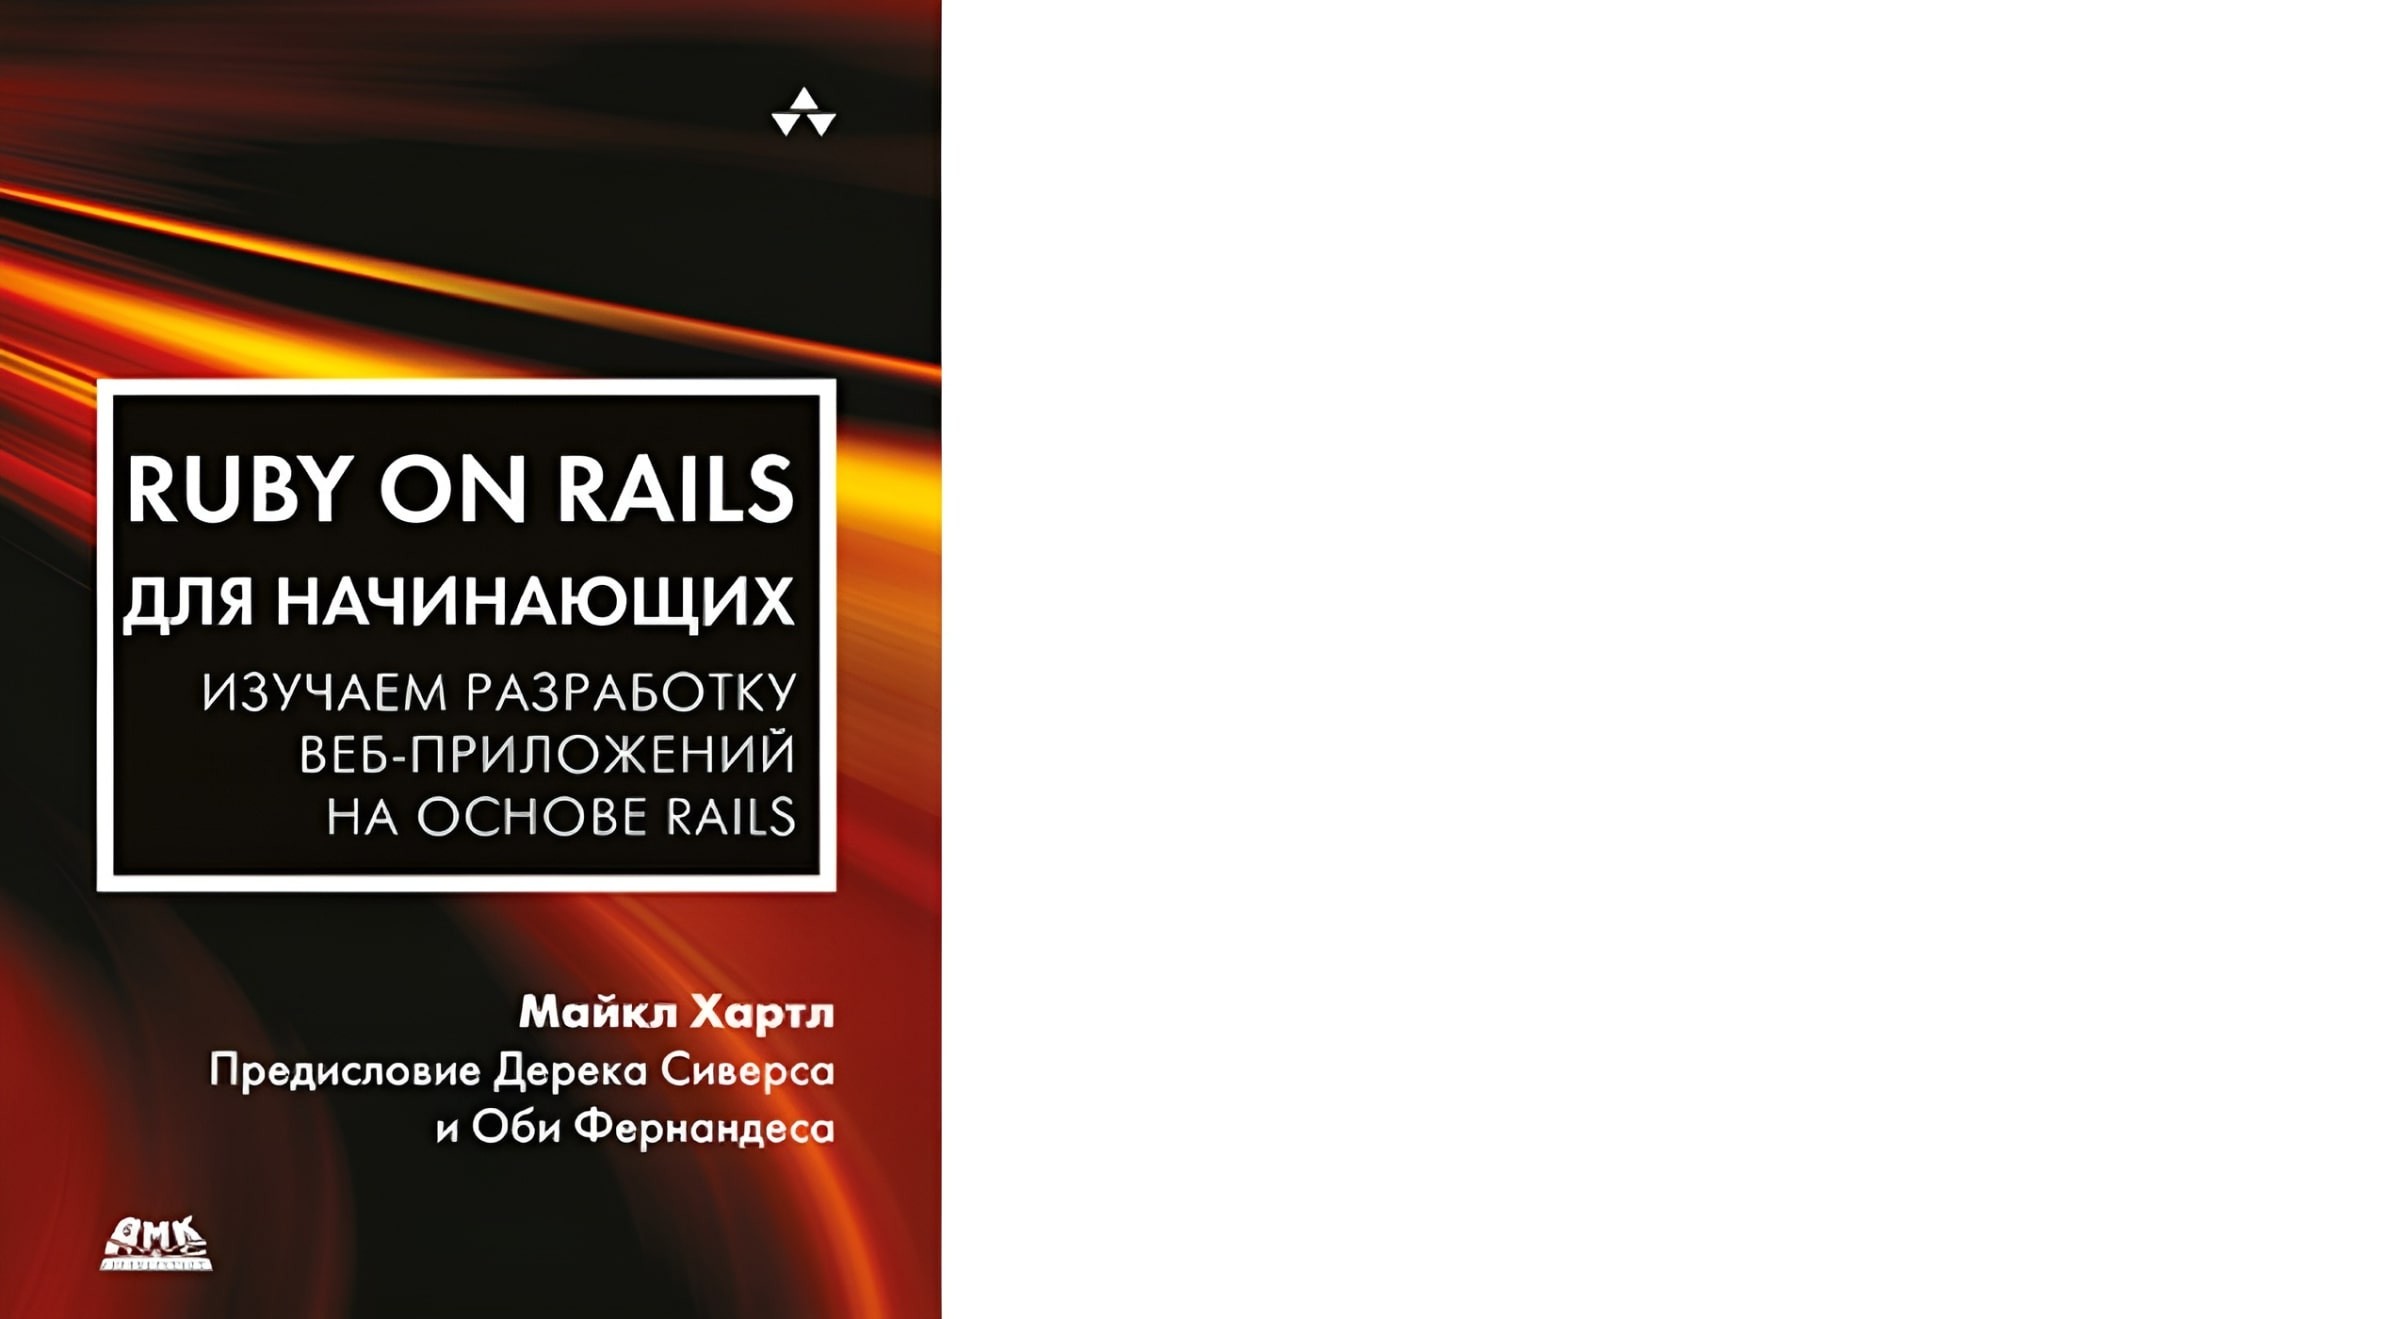 RUBY ON RAILS
ДЛЯ НАЧИНАЮЩИХ
ИЗУЧАЕМ РАЗРАБОТКУ
ВЕБ-ПРИЛОЖЕНИЙ
НА ОСНОВЕ RAILS
Майкл Хартл
Предисловие Дерека Сиверса
и Оби Фернандеса
ДМК